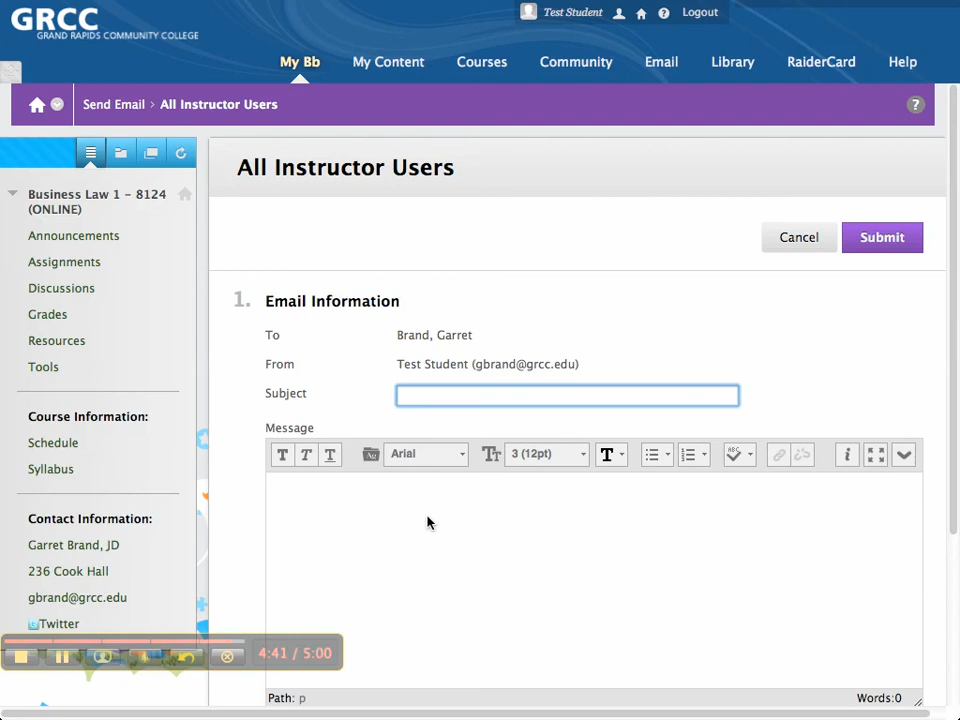 GRCC
GRAND RAPIDS COMMUNITY COLLEGE
Test Student ? Logout
My Bb My Content Courses Community Email Library RaiderCard Help
Send Email › All Instructor Users ?
All Instructor Users
Business Law 1 - 8124
(ONLINE)
Announcements
Assignments
Discussions
Grades
Resources
Tools
Course Information:
Schedule
Syllabus
Contact Information:
Garret Brand, JD
236 Cook Hall
gbrand@grcc.edu
Twitter
Cancel Submit
1. Email Information
To Brand, Garret
From Test Student (gbrand@grcc.edu)
Subject
Message
T T T Arial TT 3 (12pt) T ABC i
Path: p Words:0
4:41 / 5:00